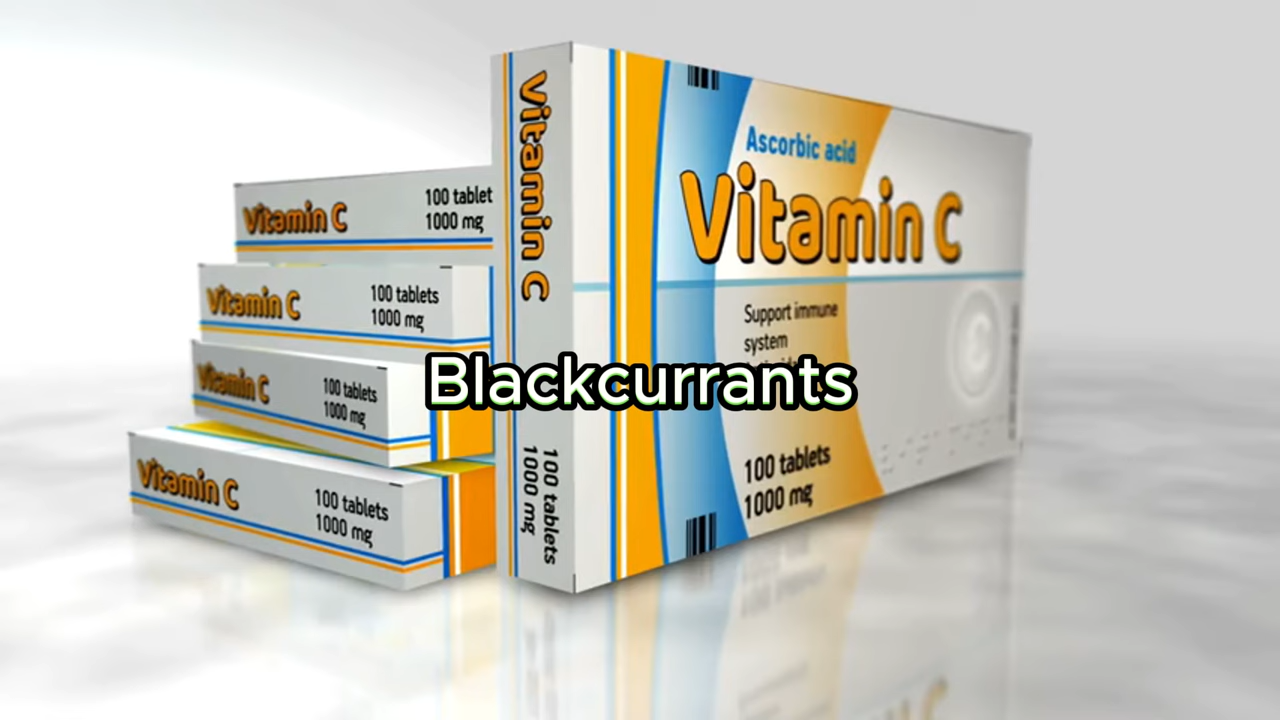 Vitamin C
100 tablet
1000 mg
Vitamin C
100 tablets
1000 mg
Vitamin C
100 tablets
1000 mg
Vitamin C
100 tablets
1000 mg
Vitamin C
100 tablets
1000 mg
Ascorbic acid
Vitamin C
Support immune
system
Blackcurrants
100 tablets
1000 mg